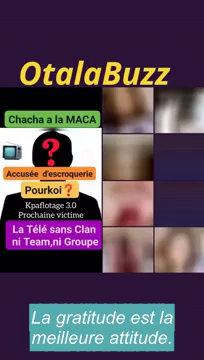 OtalaBuzz
Chacha a la MACA
?
Accusée d'escroquerie
Pourkoi?
Kpaflotage 3.0
Prochaine victime
La Télé sans Clan
ni Team,ni Groupe
La gratitude est la
meilleure attitude.